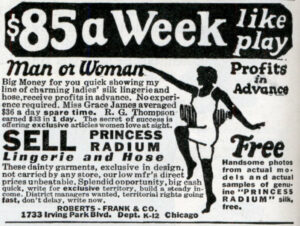 $85 a Week like
play
Man or Woman
Big Money for you quick showing my
line of charming ladies' silk lingerie and
hose, receive profits in advance. No experi-
ence required. Miss Grace James averaged
$36 a day spare time. R. G. Thompson
earned $33 in 1 day. The secret of success is
offering exclusive articles women love at sight.
SELL PRINCESS
RADIUM
Lingerie and Hose
These dainty garments, exclusive in design,
not carried by any store, our low mfr's direct
prices unbeatable. Splendid opportunity, big cash
quick, write for exclusive territory, build a steady in-
come. District managers wanted, territorial rights going
fast, don't delay, write now.
ROBERTS - FRANK & CO.
1733 Irving Park Blvd. Dept. K-12 Chicago
Profits
in
Advance
Free
Handsome photos
from actual mo-
dels and actual
samples of genu-
ine "PRINCESS
RADIUM" silk,
free.